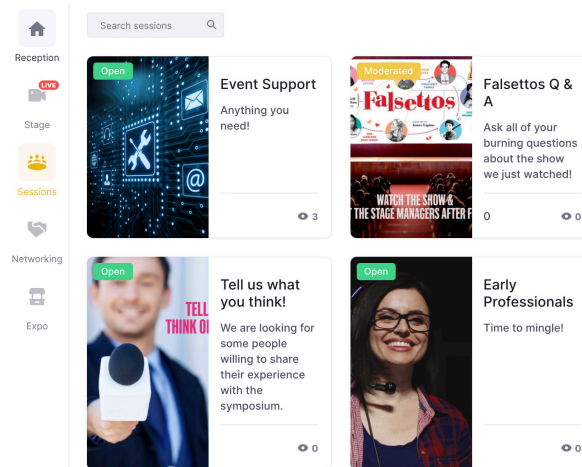 Search sessions
Reception
LIVE
Stage
Sessions
Networking
Expo
Open
@
Event Support
Anything you
need!
3
Moderated
Falsettos
WATCH THE SHOW &
THE STAGE MANAGERS AFTER F
Falsettos Q &
A
Ask all of your
burning questions
about the show
we just watched!
0
0
Open
TELL
THINK O
Tell us what
you think!
We are looking for
some people
willing to share
their experience
with the
symposium.
0
Open
Early
Professionals
Time to mingle!
0